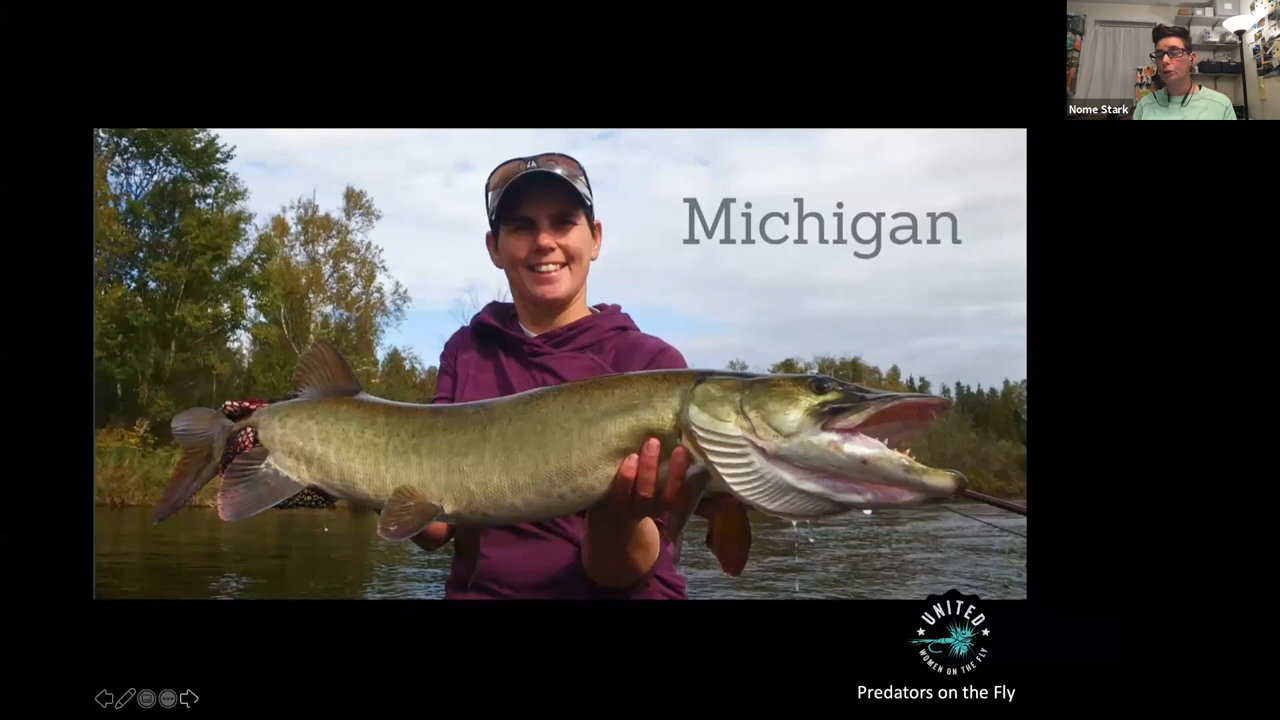 Nome Stark
Michigan
UNITED
WOMEN ON THE FLY
Predators on the Fly